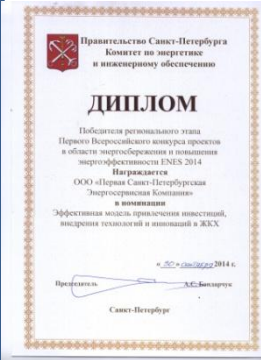 Правительство Санкт-Петербурга
Комитет по энергетике
и инженерному обеспечению
ДИПЛОМ
Победителя регионального этапа
Первого Всероссийского конкурса проектов
в области энергосбережения и повышения
энергоэффективности ENES 2014
Награждается
ООО «Первая Санкт-Петербургская
Энергосервисная Компания»
в номинации
Эффективная модель привлечения инвестиций,
внедрения технологий и инноваций в ЖКХ
«30» сентября 2014 г.
Председатель А.С. Бондарчук
Санкт-Петербург